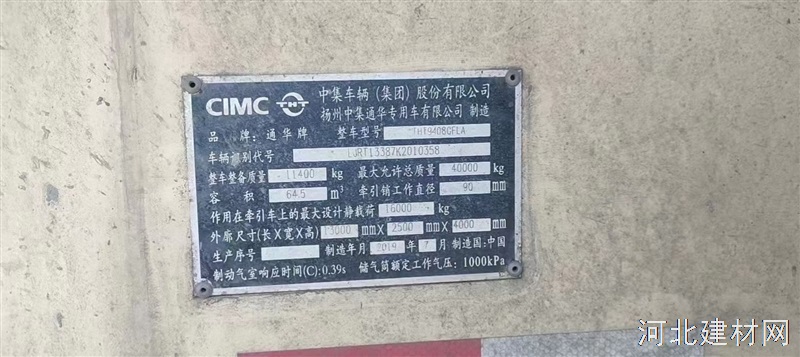 CIMC THT 中集车辆(集团)股份有限公司
扬州中集通华专用车有限公司 制造
品 牌:通华牌 整车型号 THT9408GFLA
车辆识别代号 LJRT13387K2010358
整车整备质量 11400 kg 最大允许总质量 40000 kg
容 积 64.5 m³ 牵引销工作直径 90 mm
作用在牵引车上的最大设计静载荷 16000 kg
外廓尺寸(长X宽X高) 13000 mmX 2500 mmX 4000 mm
生产序号 制造年月 2019 年 7 月 制造国:中国
制动气室响应时间(C):0.39s 储气筒额定工作气压: 1000kPa
河北建材网